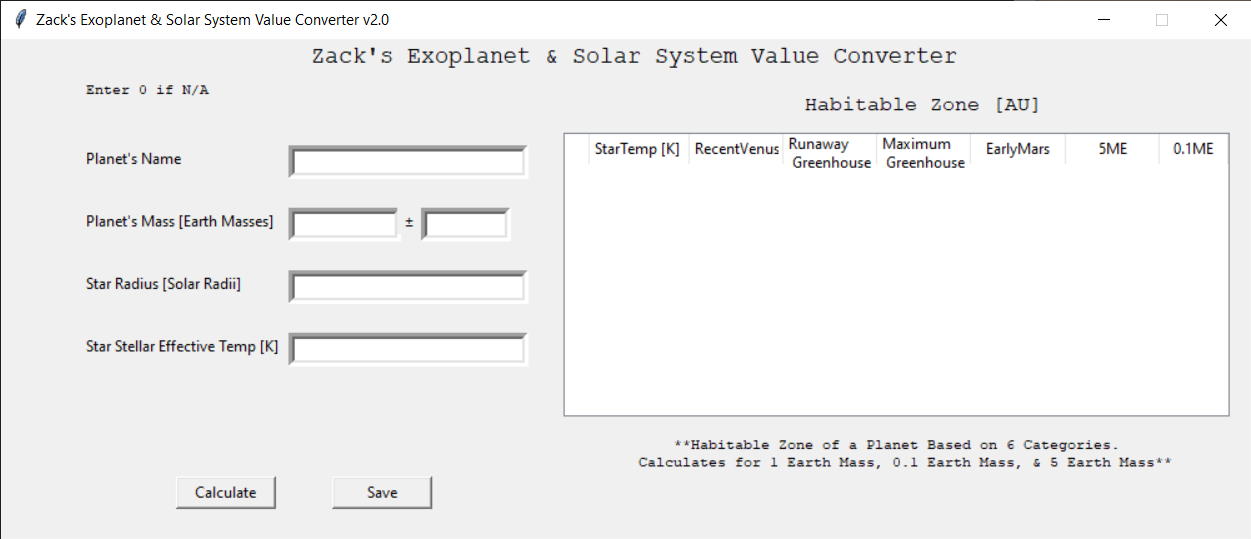 Zack's Exoplanet & Solar System Value Converter v2.0
Zack's Exoplanet & Solar System Value Converter
Enter 0 if N/A
Planet's Name
Planet's Mass [Earth Masses] ±
Star Radius [Solar Radii]
Star Stellar Effective Temp [K]
Calculate
Save
Habitable Zone [AU]
StarTemp [K]
RecentVenus
Runaway
Greenhouse
Maximum
Greenhouse
EarlyMars
5ME
0.1ME
**Habitable Zone of a Planet Based on 6 Categories.
Calculates for 1 Earth Mass, 0.1 Earth Mass, & 5 Earth Mass**